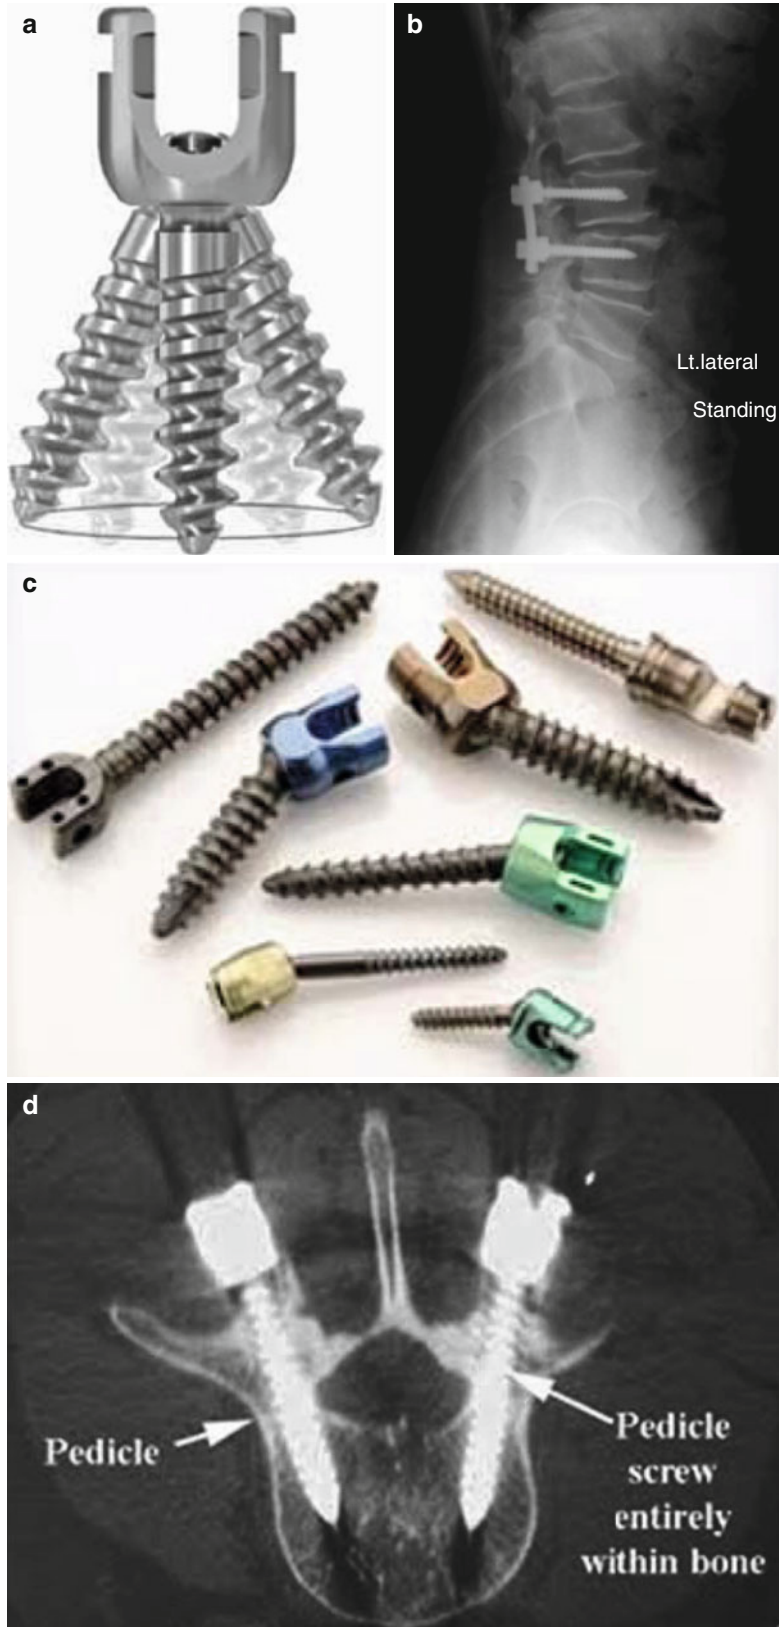 a
b
Lt.lateral
Standing
c
d
Pedicle
Pedicle
screw
entirely
within bone